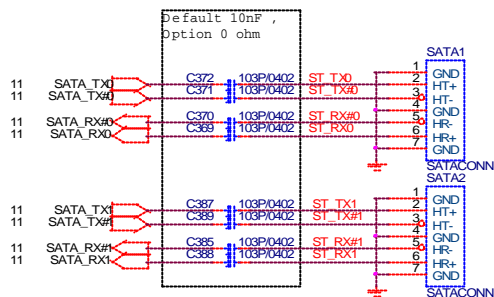 Default 10nF ,
Option 0 ohm
SATA1
11 SATA_TX0 C372 103P/0402 ST_TX0 1 GND
11 SATA_TX#0 C371 103P/0402 ST_TX#0 2 HT+
3 HT-
4 GND
11 SATA_RX#0 C370 103P/0402 ST_RX#0 5 HR-
11 SATA_RX0 C369 103P/0402 ST_RX0 6 HR+
7 GND
SATACONN
SATA2
1 GND
11 SATA_TX1 C387 103P/0402 ST_TX1 2 HT+
11 SATA_TX#1 C389 103P/0402 ST_TX#1 3 HT-
4 GND
11 SATA_RX#1 C385 103P/0402 ST_RX#1 5 HR-
11 SATA_RX1 C388 103P/0402 ST_RX1 6 HR+
7 GND
SATACONN